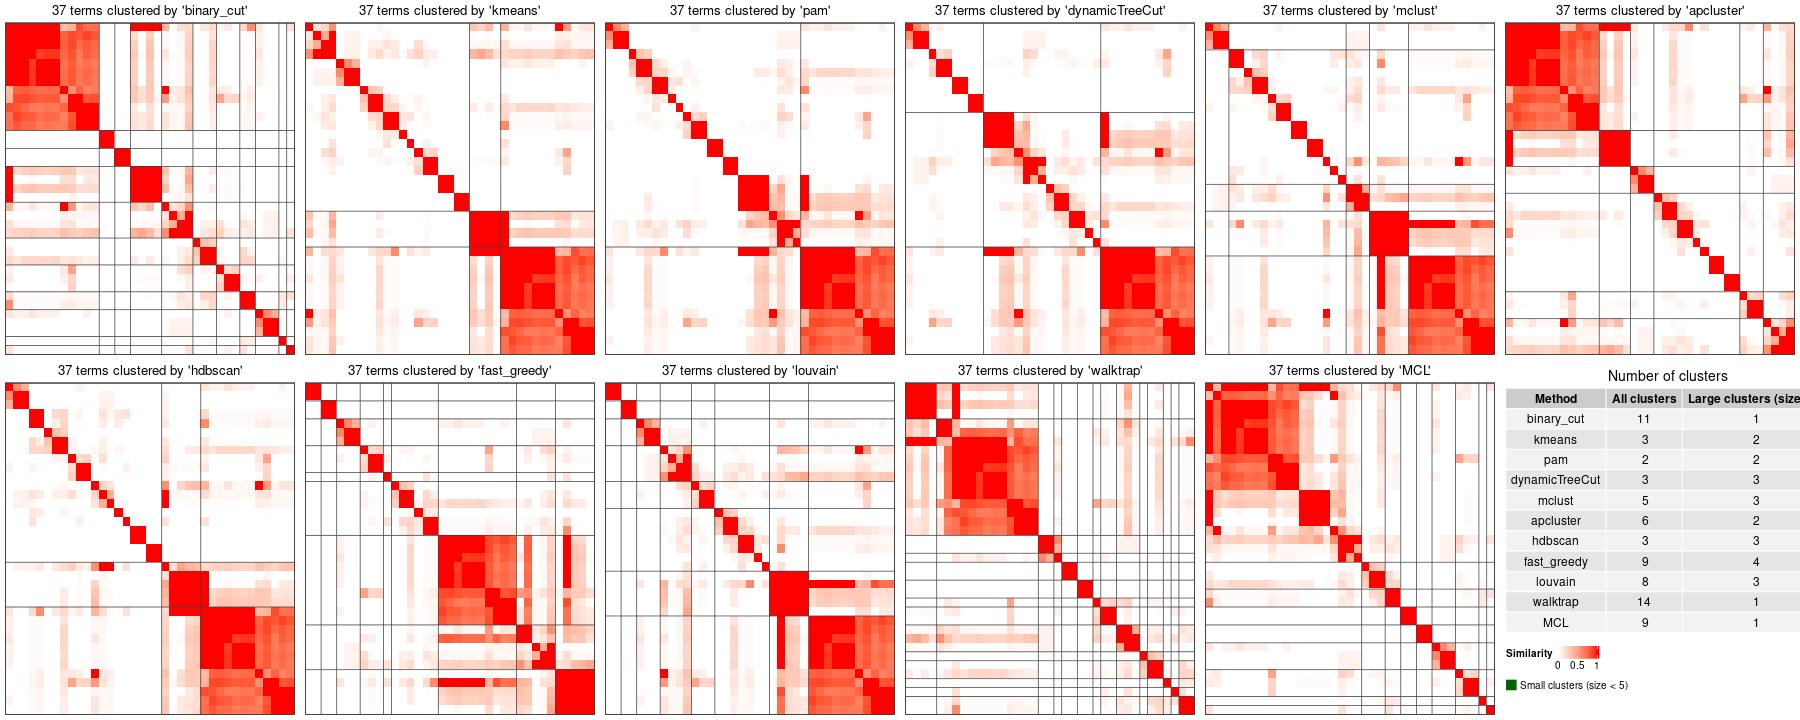 37 terms clustered by 'binary_cut'
37 terms clustered by 'kmeans'
37 terms clustered by 'pam'
37 terms clustered by 'dynamicTreeCut'
37 terms clustered by 'mclust'
37 terms clustered by 'apcluster'
37 terms clustered by 'hdbscan'
37 terms clustered by 'fast_greedy'
37 terms clustered by 'louvain'
37 terms clustered by 'walktrap'
37 terms clustered by 'MCL'
Number of clusters
Method All clusters Large clusters (size
binary_cut 11 1
kmeans 3 2
pam 2 2
dynamicTreeCut 3 3
mclust 5 3
apcluster 6 2
hdbscan 3 3
fast_greedy 9 4
louvain 8 3
walktrap 14 1
MCL 9 1
Similarity
0 0.5 1
Small clusters (size < 5)